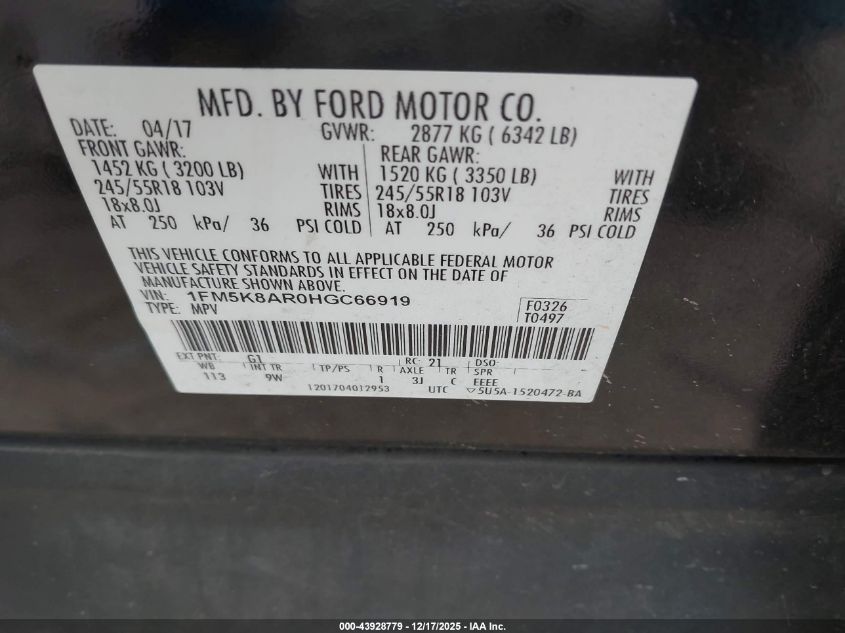 MFD. BY FORD MOTOR CO.
DATE: 04/17 GVWR: 2877 KG ( 6342 LB)
FRONT GAWR: REAR GAWR:
1452 KG ( 3200 LB) WITH 1520 KG ( 3350 LB) WITH
245/55R18 103V TIRES 245/55R18 103V TIRES
18x8.0J RIMS 18x8.0J RIMS
AT 250 kPa/ 36 PSI COLD AT 250 kPa/ 36 PSI COLD
THIS VEHICLE CONFORMS TO ALL APPLICABLE FEDERAL MOTOR
VEHICLE SAFETY STANDARDS IN EFFECT ON THE DATE OF
MANUFACTURE SHOWN ABOVE.
VIN: 1FM5K8AR0HGC66919 F0326
TYPE: MPV T0497
EXT PNT: G1 RC: 21 DSO:
WB INT TR TP/PS R AXLE TR SPR
113 9W 1 3J C EEEE
1201704012953 UTC ▽5U5A-1520472-BA
000-43928779 - 12/17/2025 - IAA Inc.